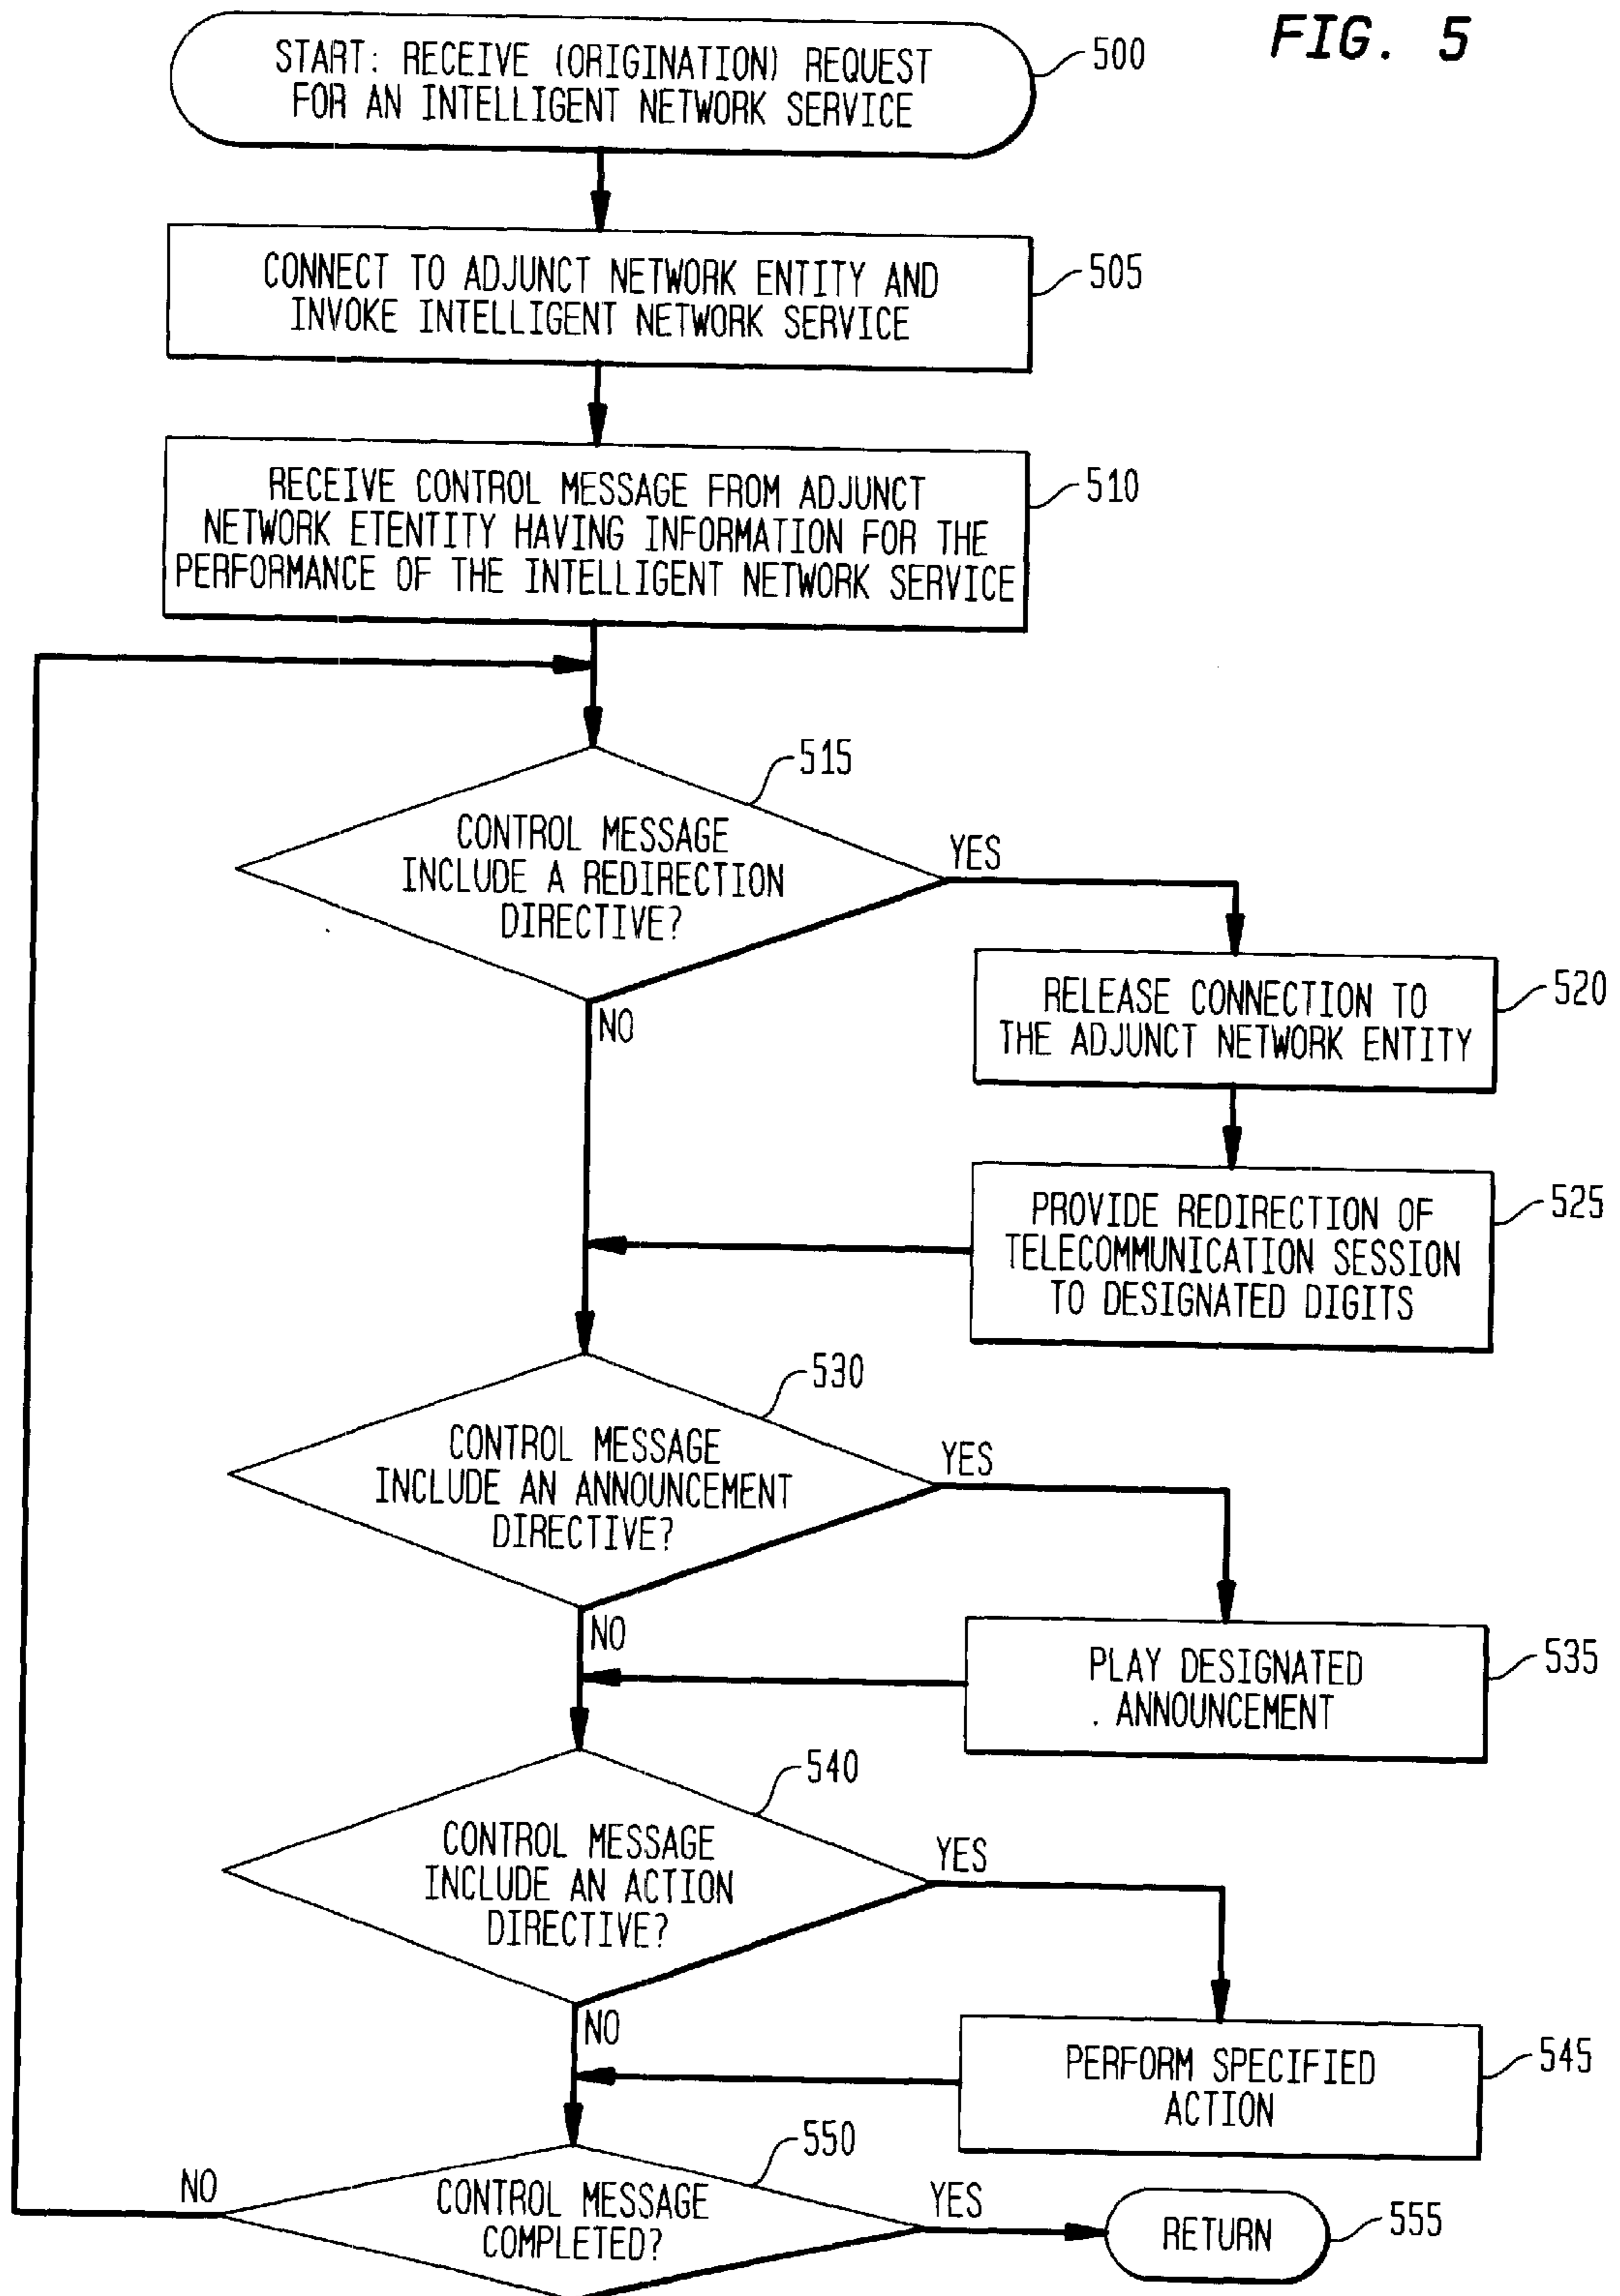 FIG. 5
START: RECEIVE (ORIGINATION) REQUEST
FOR AN INTELLIGENT NETWORK SERVICE
500
CONNECT TO ADJUNCT NETWORK ENTITY AND
INVOKE INTELLIGENT NETWORK SERVICE
505
RECEIVE CONTROL MESSAGE FROM ADJUNCT
NETWORK ETENTITY HAVING INFORMATION FOR THE
PERFORMANCE OF THE INTELLIGENT NETWORK SERVICE
510
515
CONTROL MESSAGE
INCLUDE A REDIRECTION
DIRECTIVE?
YES
NO
RELEASE CONNECTION TO
THE ADJUNCT NETWORK ENTITY
520
PROVIDE REDIRECTION OF
TELECOMMUNICATION SESSION
TO DESIGNATED DIGITS
525
530
CONTROL MESSAGE
INCLUDE AN ANNOUNCEMENT
DIRECTIVE?
YES
NO
PLAY DESIGNATED
ANNOUNCEMENT
535
540
CONTROL MESSAGE
INCLUDE AN ACTION
DIRECTIVE?
YES
NO
PERFORM SPECIFIED
ACTION
545
550
CONTROL MESSAGE
COMPLETED?
NO
YES
RETURN
555